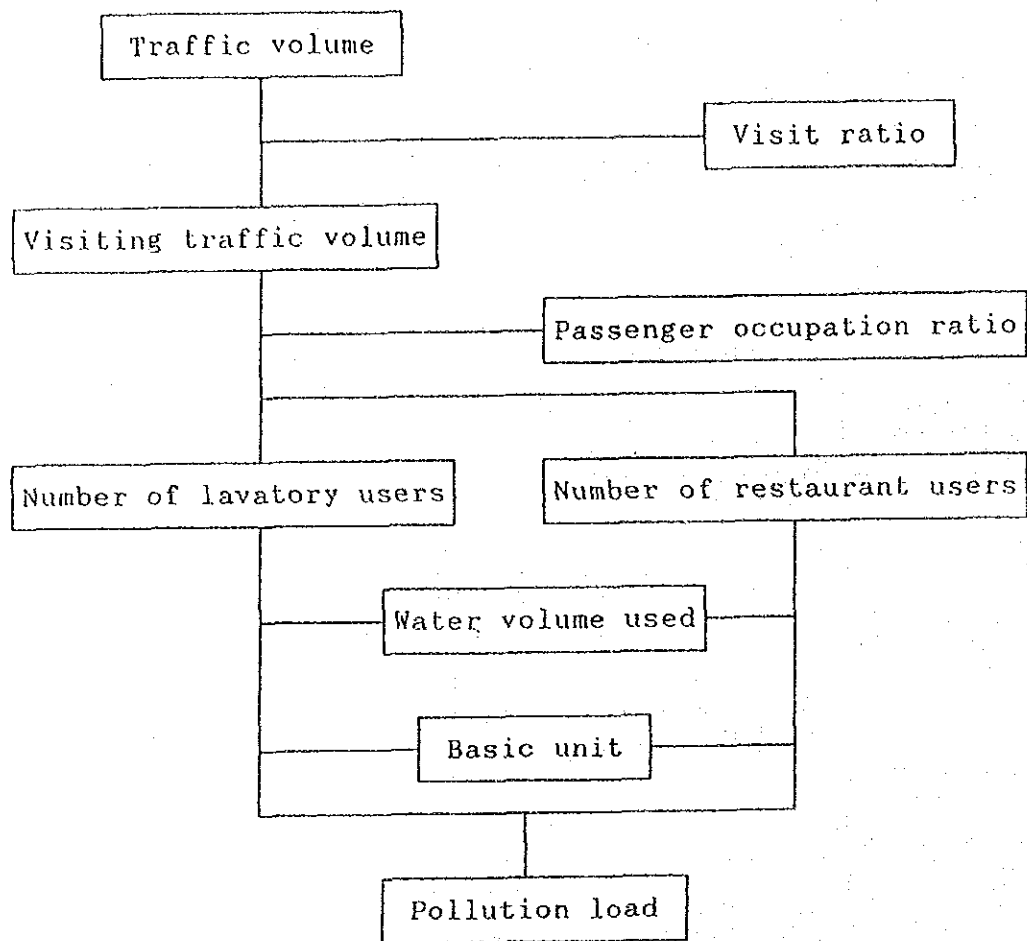 Traffic volume
Visit ratio
Visiting traffic volume
Passenger occupation ratio
Number of lavatory users
Number of restaurant users
Water volume used
Basic unit
Pollution load